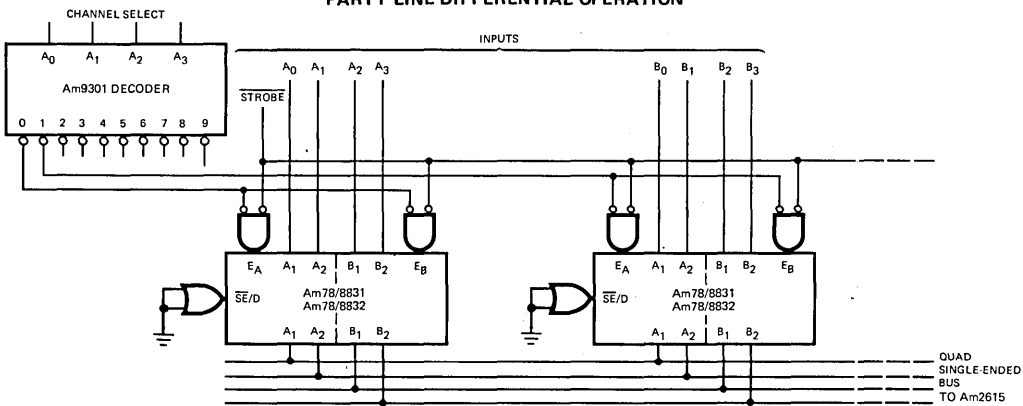 PARTY-LINE DIFFERENTIAL OPERATION
CHANNEL SELECT
INPUTS
A0 A1 A2 A3
Am9301 DECODER
0 1 2 3 4 5 6 7 8 9
STROBE
A0 A1 A2 A3
B0 B1 B2 B3
EA A1 A2 B1 B2 EB
SE/D
Am78/8831
Am78/8832
A1 A2 B1 B2
EA A1 A2 B1 B2 EB
SE/D
Am78/8831
Am78/8832
A1 A2 B1 B2
QUAD
SINGLE-ENDED
BUS
TO Am2615